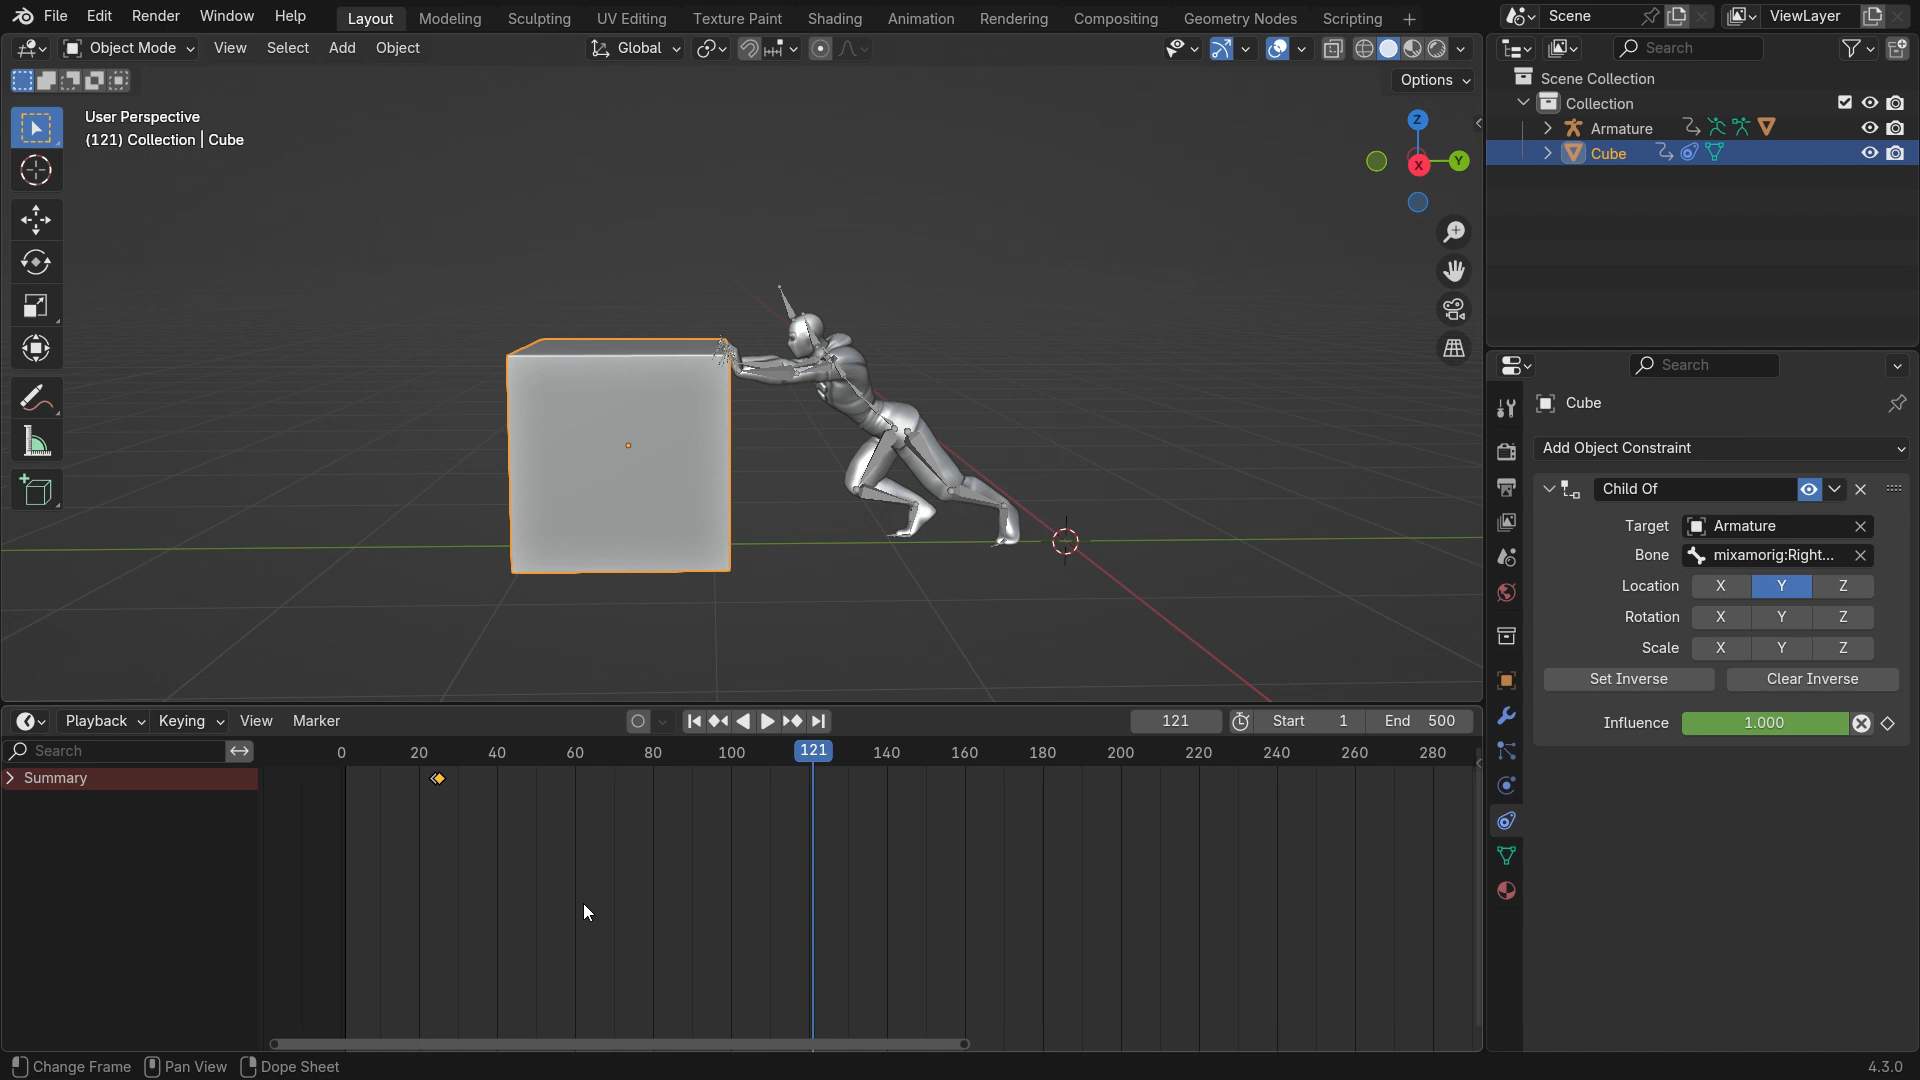 File Edit Render Window Help Layout Modeling Sculpting UV Editing Texture Paint Shading Animation Rendering Compositing Geometry Nodes Scripting + Scene ViewLayer
Object Mode View Select Add Object Global Search
Options
User Perspective
(121) Collection | Cube
Z
Y
X
Scene Collection
Collection
Armature
Cube
Search
Cube
Add Object Constraint
Child Of
Target Armature
Bone mixamorig:Right...
Location X Y Z
Rotation X Y Z
Scale X Y Z
Set Inverse Clear Inverse
Influence 1.000
Playback Keying View Marker 121 Start 1 End 500
Search 0 20 40 60 80 100 121 140 160 180 200 220 240 260 280
Summary
Change Frame Pan View Dope Sheet 4.3.0